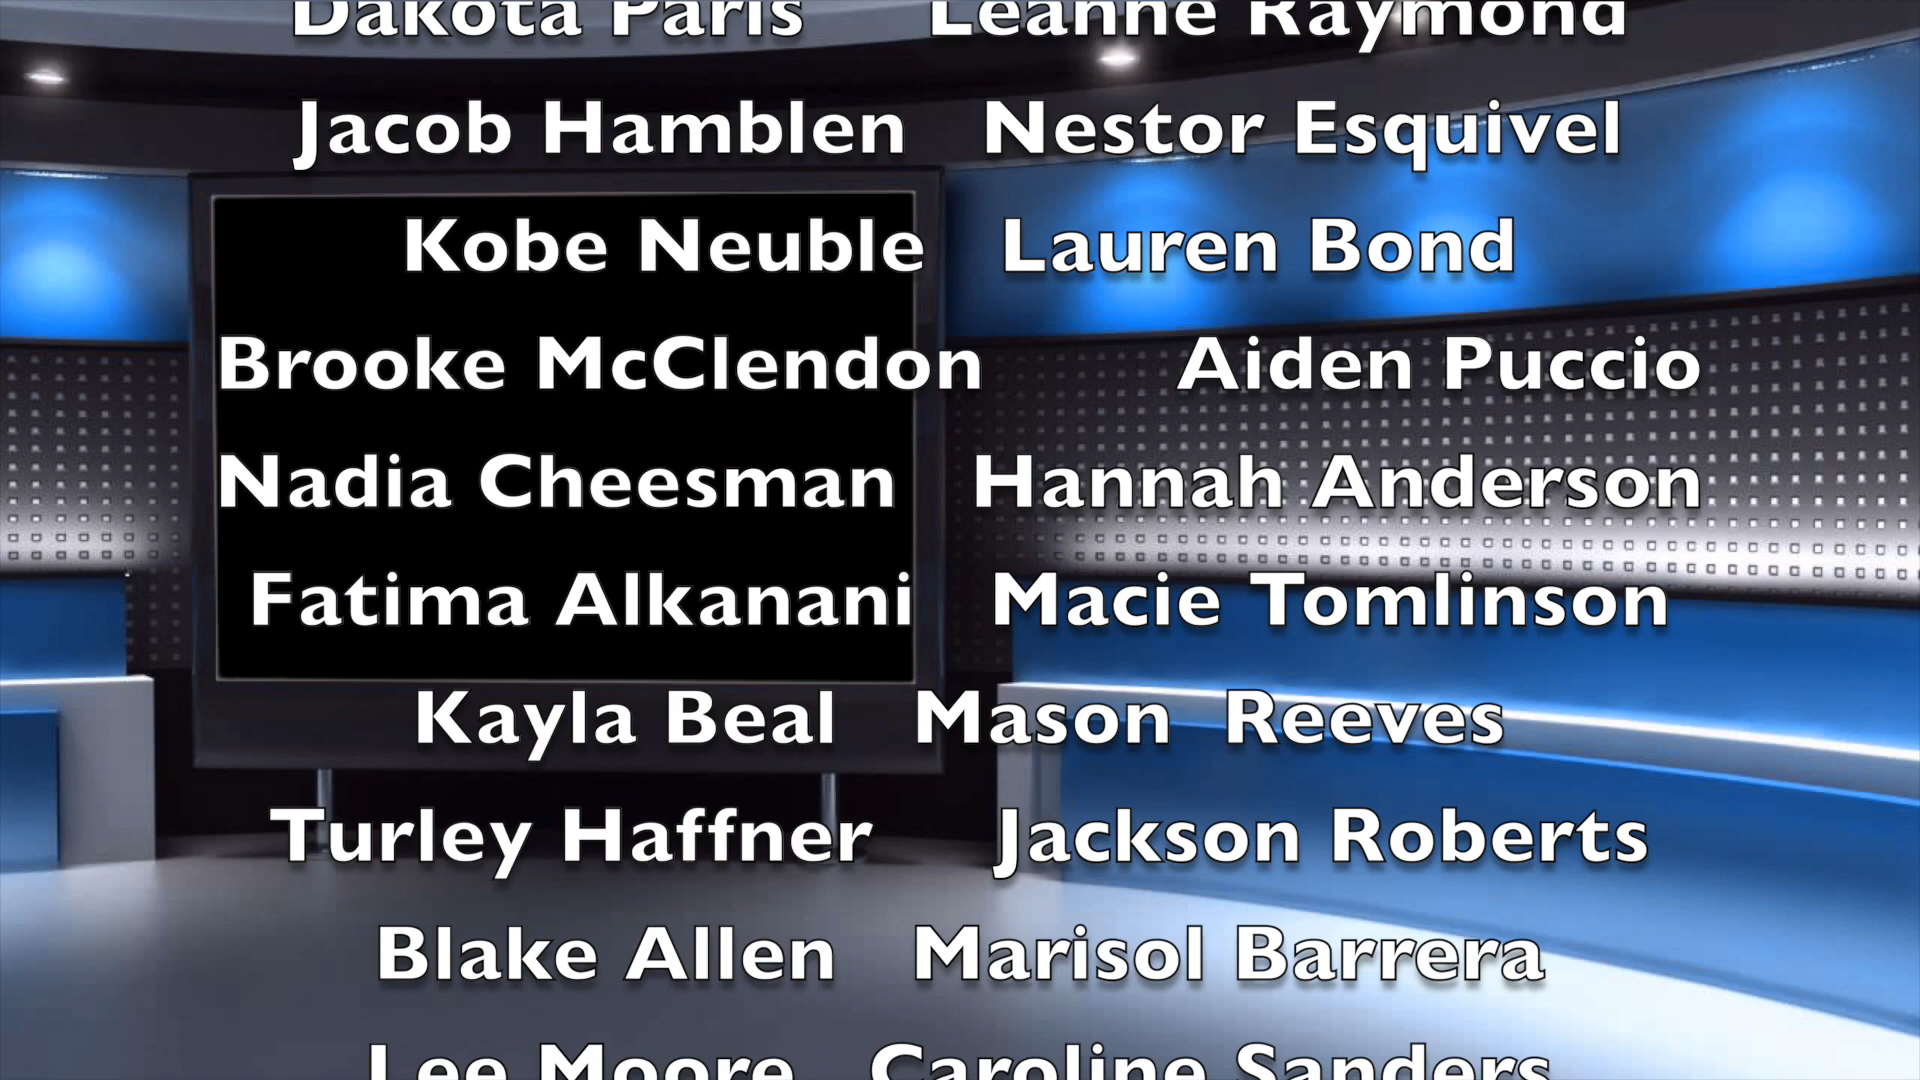 Dakota Paris Leanne Raymond
Jacob Hamblen Nestor Esquivel
Kobe Neuble Lauren Bond
Brooke McClendon Aiden Puccio
Nadia Cheesman Hannah Anderson
Fatima Alkanani Macie Tomlinson
Kayla Beal Mason Reeves
Turley Haffner Jackson Roberts
Blake Allen Marisol Barrera
Lee Moore Caroline Sanders